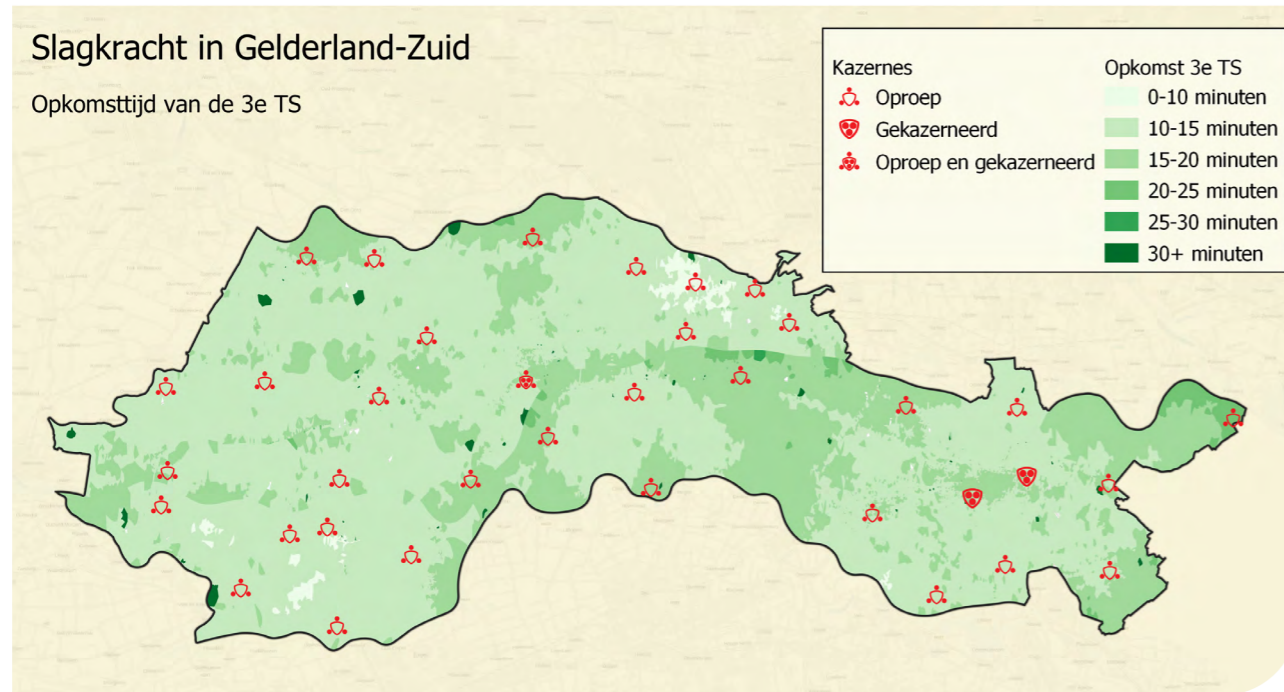 Slagkracht in Gelderland-Zuid
Opkomsttijd van de 3e TS
Kazernes
Oproep
Gekazerneerd
Oproep en gekazerneerd
Opkomst 3e TS
0-10 minuten
10-15 minuten
15-20 minuten
20-25 minuten
25-30 minuten
30+ minuten